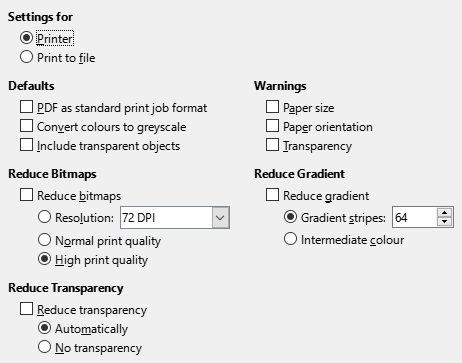 Settings for
Printer
Print to file
Defaults
PDF as standard print job format
Convert colours to greyscale
Include transparent objects
Warnings
Paper size
Paper orientation
Transparency
Reduce Bitmaps
Reduce bitmaps
Resolution: 72 DPI
Normal print quality
High print quality
Reduce Gradient
Reduce gradient
Gradient stripes: 64
Intermediate colour
Reduce Transparency
Reduce transparency
Automatically
No transparency